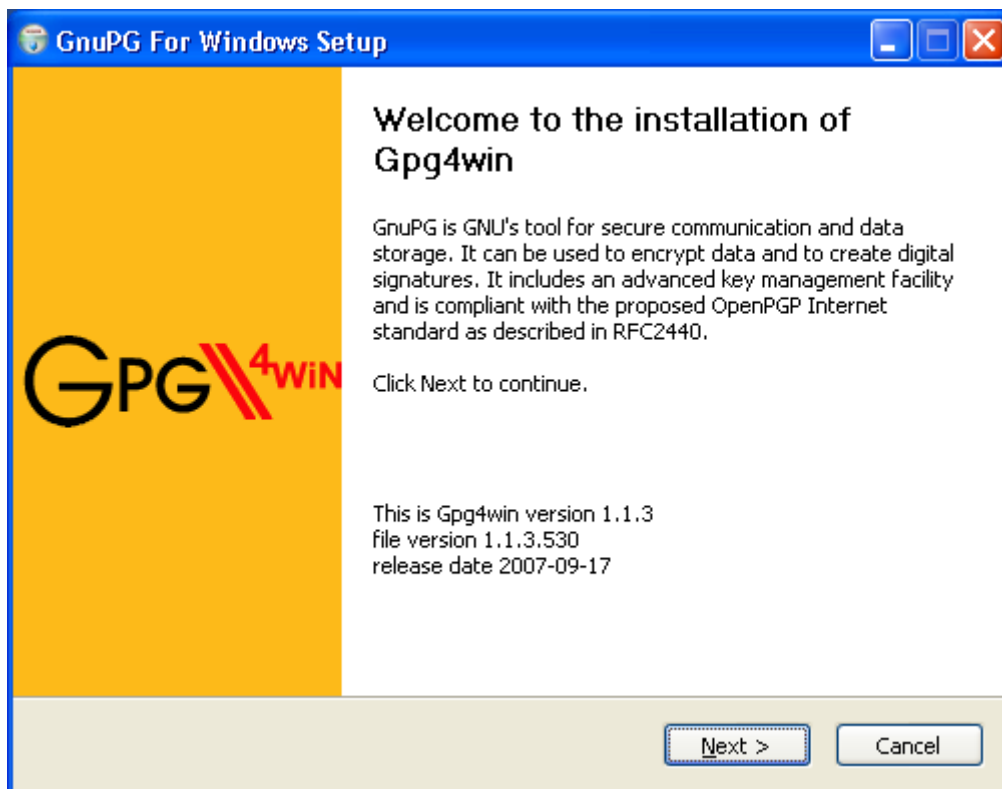 GnuPG For Windows Setup
Welcome to the installation of
Gpg4win
GnuPG is GNU's tool for secure communication and data
storage. It can be used to encrypt data and to create digital
signatures. It includes an advanced key management facility
and is compliant with the proposed OpenPGP Internet
standard as described in RFC2440.
GPG4WiN
Click Next to continue.
This is Gpg4win version 1.1.3
file version 1.1.3.530
release date 2007-09-17
Next >
Cancel